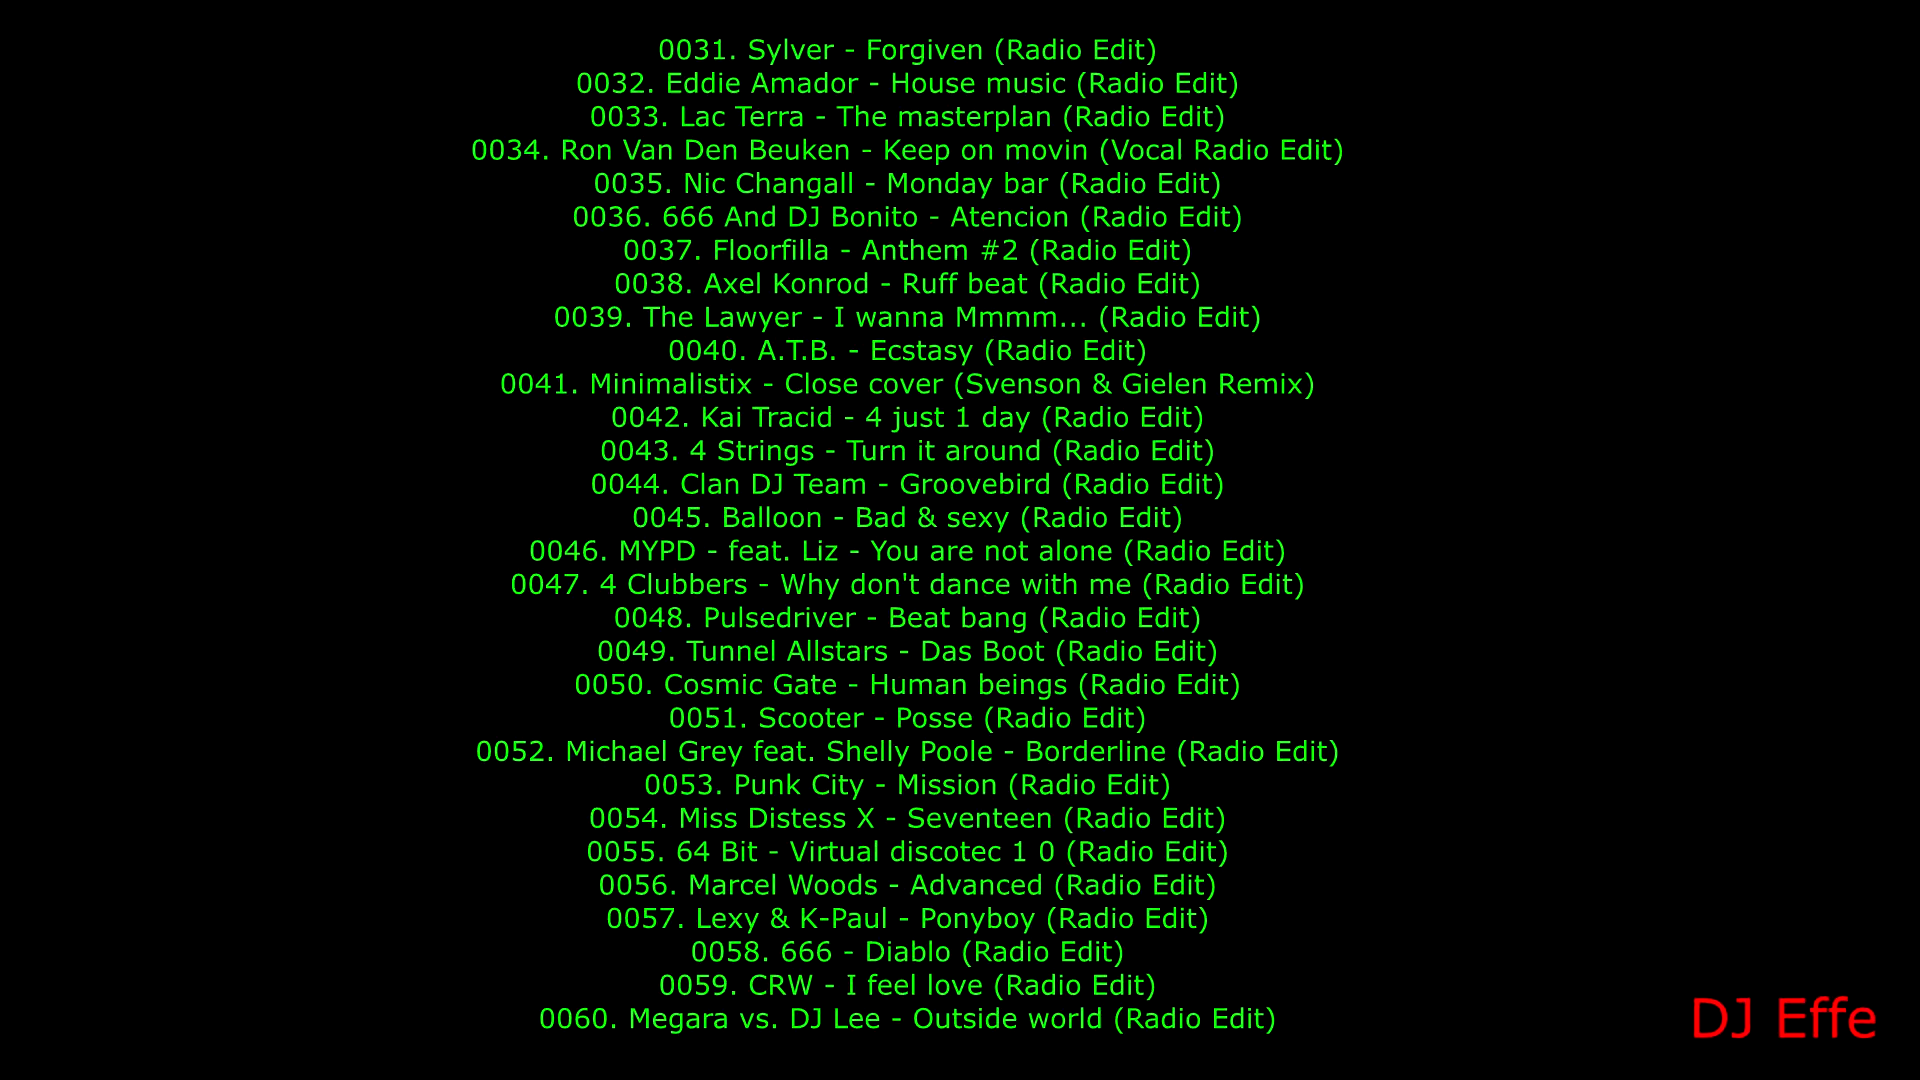 0031. Sylver - Forgiven (Radio Edit)
0032. Eddie Amador - House music (Radio Edit)
0033. Lac Terra - The masterplan (Radio Edit)
0034. Ron Van Den Beuken - Keep on movin (Vocal Radio Edit)
0035. Nic Changall - Monday bar (Radio Edit)
0036. 666 And DJ Bonito - Atencion (Radio Edit)
0037. Floorfilla - Anthem #2 (Radio Edit)
0038. Axel Konrod - Ruff beat (Radio Edit)
0039. The Lawyer - I wanna Mmmm... (Radio Edit)
0040. A.T.B. - Ecstasy (Radio Edit)
0041. Minimalistix - Close cover (Svenson & Gielen Remix)
0042. Kai Tracid - 4 just 1 day (Radio Edit)
0043. 4 Strings - Turn it around (Radio Edit)
0044. Clan DJ Team - Groovebird (Radio Edit)
0045. Balloon - Bad & sexy (Radio Edit)
0046. MYPD - feat. Liz - You are not alone (Radio Edit)
0047. 4 Clubbers - Why don't dance with me (Radio Edit)
0048. Pulsedriver - Beat bang (Radio Edit)
0049. Tunnel Allstars - Das Boot (Radio Edit)
0050. Cosmic Gate - Human beings (Radio Edit)
0051. Scooter - Posse (Radio Edit)
0052. Michael Grey feat. Shelly Poole - Borderline (Radio Edit)
0053. Punk City - Mission (Radio Edit)
0054. Miss Distess X - Seventeen (Radio Edit)
0055. 64 Bit - Virtual discotec 1 0 (Radio Edit)
0056. Marcel Woods - Advanced (Radio Edit)
0057. Lexy & K-Paul - Ponyboy (Radio Edit)
0058. 666 - Diablo (Radio Edit)
0059. CRW - I feel love (Radio Edit)
0060. Megara vs. DJ Lee - Outside world (Radio Edit)
DJ Effe